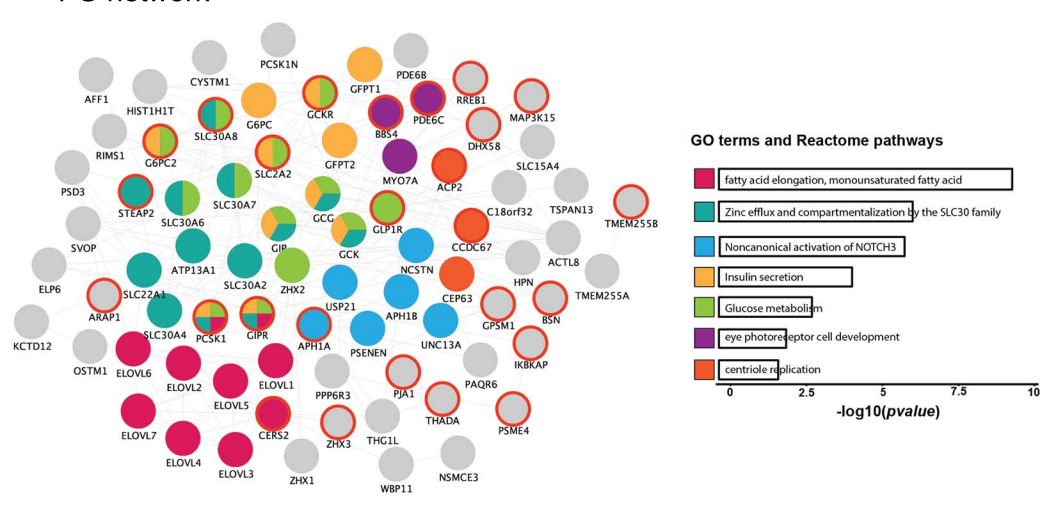 PCSK1N
CYSTM1
PDE6B
AFF1
HIST1H1T
GFPT1
RREB1
MAP3K15
GCKR
G6PC
BBS4
PDE6C
SLC30A8
DHX58
RIMS1
G6PC2
GFPT2
SLC15A4
SLC2A2
MYO7A
ACP2
PSD3
STEAP2
SLC30A6
SLC30A7
GCG
GLP1R
C18orf32
TSPAN13
TMEM255B
SVOP
GIP
GCK
CCDC67
ATP13A1
NCSTN
ACTL8
HPN
ELP6
SLC22A1
SLC30A2
ZHX2
TMEM255A
USP21
APH1B
CEP63
ARAP1
GPSM1
BSN
SLC30A4
PCSK1
GIPR
APH1A
PSENEN
UNC13A
KCTD12
OSTM1
ELOVL6
IKBKAP
ELOVL2
ELOVL1
PPP6R3
PAQR6
ELOVL5
PJA1
THADA
PSME4
ELOVL7
CERS2
ZHX3
THG1L
ELOVL4
ELOVL3
ZHX1
WBP11
NSMCE3
GO terms and Reactome pathways
fatty acid elongation, monounsaturated fatty acid
Zinc efflux and compartmentalization by the SLC30 family
Noncanonical activation of NOTCH3
Insulin secretion
Glucose metabolism
eye photoreceptor cell development
centriole replication
0 2.5 5 7.5 10
-log10(pvalue)